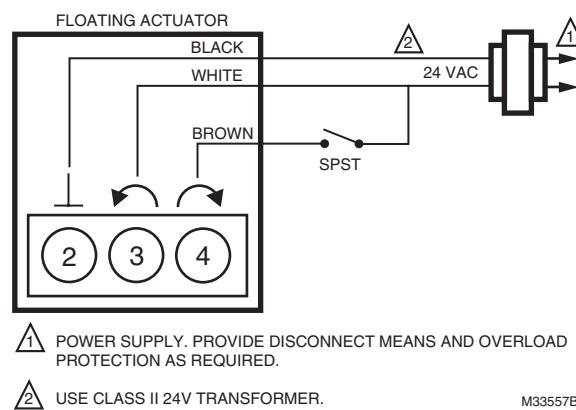 FLOATING ACTUATOR
BLACK
2
1
WHITE
24 VAC
BROWN
SPST
2 3 4
1 POWER SUPPLY. PROVIDE DISCONNECT MEANS AND OVERLOAD
PROTECTION AS REQUIRED.
2 USE CLASS II 24V TRANSFORMER.
M33557B